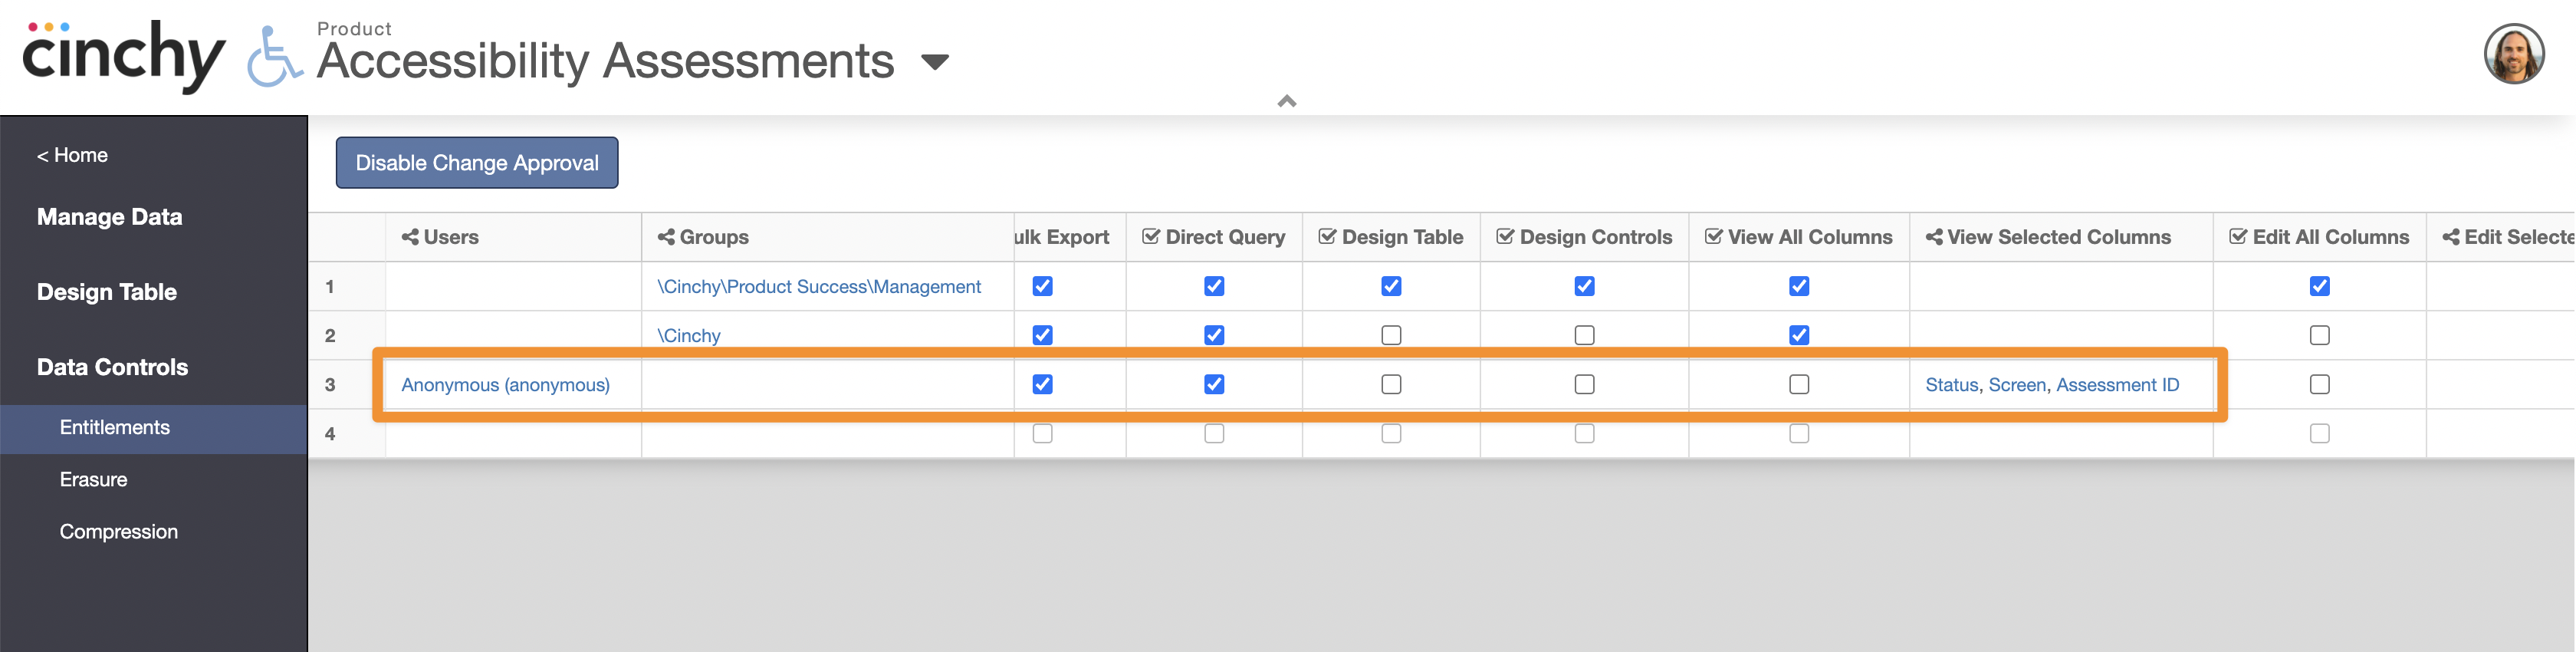 cinchy
Product
Accessibility Assessments
< Home
Manage Data
Design Table
Data Controls
Entitlements
Erasure
Compression
Disable Change Approval
Users Groups ulk Export Direct Query Design Table Design Controls View All Columns View Selected Columns Edit All Columns Edit Selecte
1 \Cinchy\Product Success\Management
2 \Cinchy
3 Anonymous (anonymous) Status, Screen, Assessment ID
4